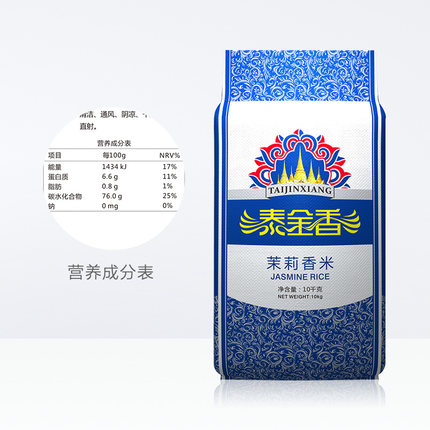 清洁、通风、阴凉、
直射。
营养成分表
项目 每100g NRV%
能量 1434 kJ 17%
蛋白质 6.6 g 11%
脂肪 0.8 g 1%
碳水化合物 76.0 g 25%
钠 0 mg 0%
营养成分表
TAIJINXIANG
泰金香
茉莉香米
JASMINE RICE
净含量：10千克
NET WEIGHT:10kg